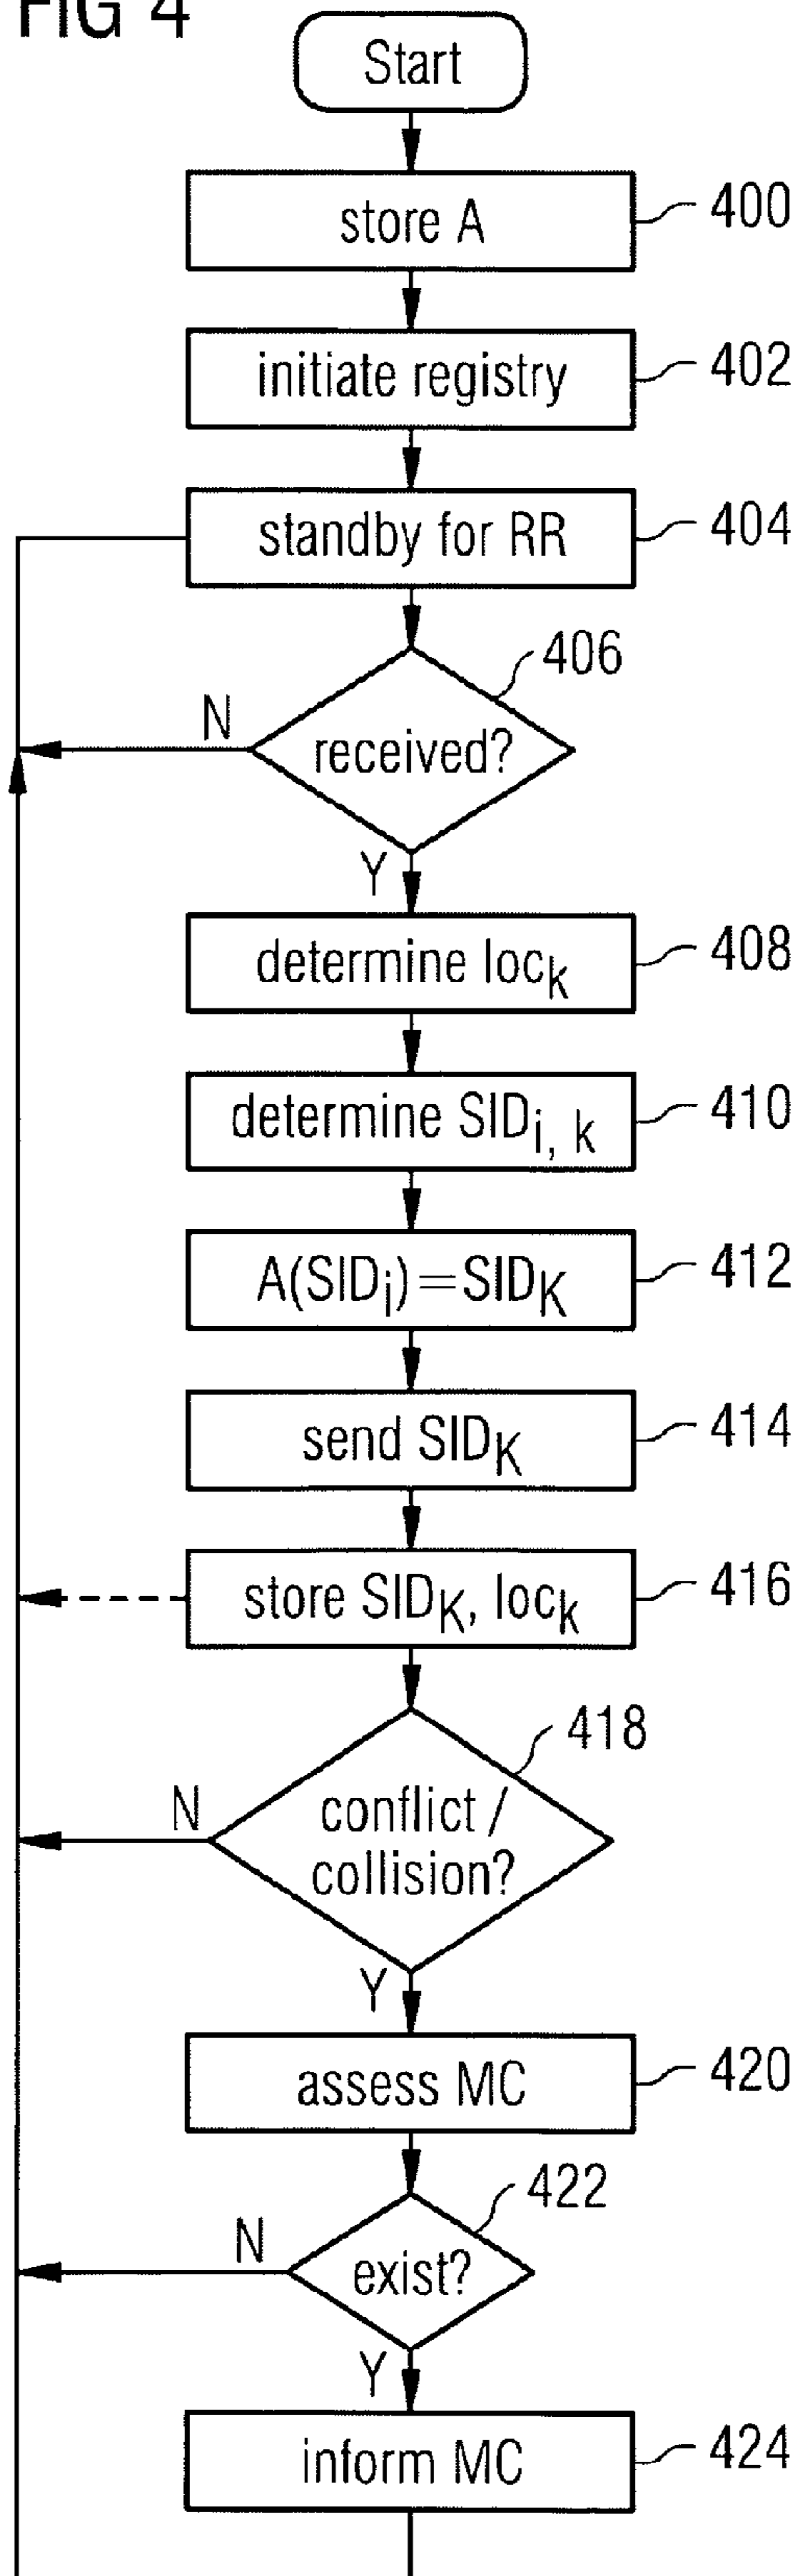 FIG 4
Start
store A
400
initiate registry
402
standby for RR
404
406
received?
N
Y
determine lock
408
determine SIDi, k
410
A(SIDi)=SIDK
412
send SIDK
414
store SIDK, lock
416
418
conflict /
collision?
N
Y
assess MC
420
422
exist?
N
Y
inform MC
424